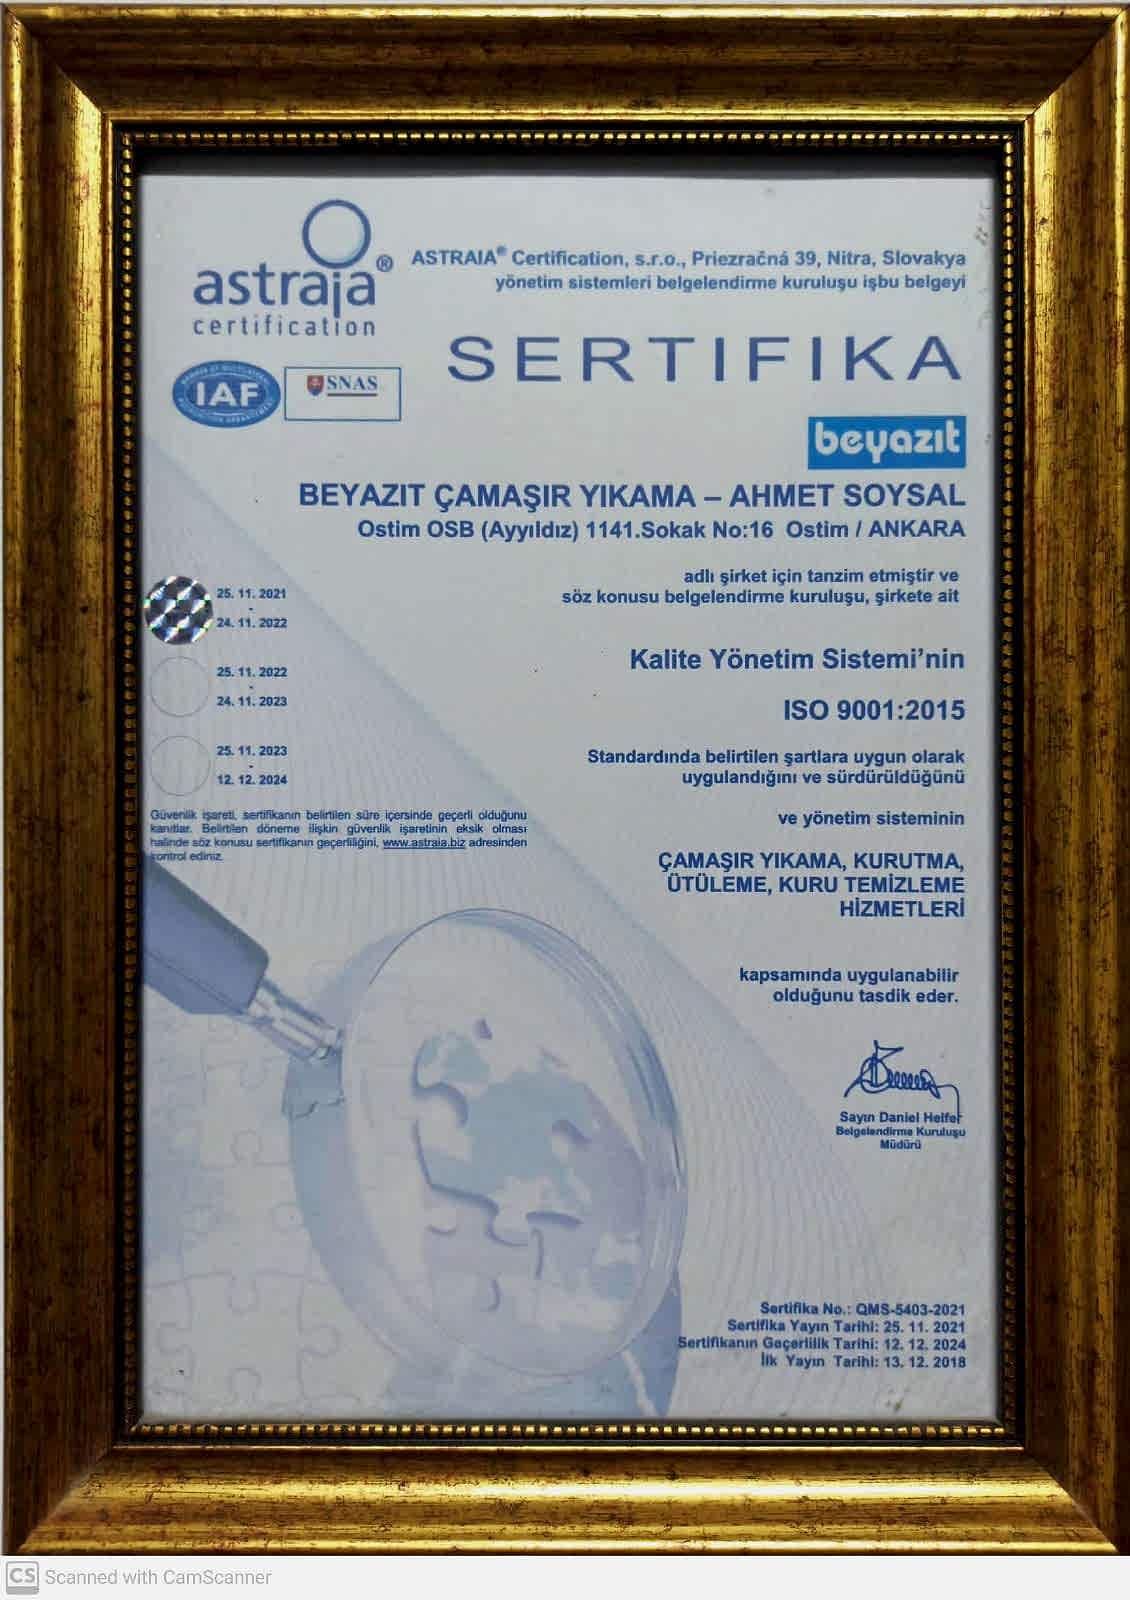 astraia®
certification
ASTRAIA® Certification, s.r.o., Priezračná 39, Nitra, Slovakya
yönetim sistemleri belgelendirme kuruluşu işbu belgeyi
SERTIFIKA
IAF
SNAS
beyazıt
BEYAZIT ÇAMAŞIR YIKAMA – AHMET SOYSAL
Ostim OSB (Ayyıldız) 1141.Sokak No:16 Ostim / ANKARA
adlı şirket için tanzim etmiştir ve
söz konusu belgelendirme kuruluşu, şirkete ait
25. 11. 2021
-
24. 11. 2022
25. 11. 2022
-
24. 11. 2023
25. 11. 2023
-
12. 12. 2024
Kalite Yönetim Sistemi’nin
ISO 9001:2015
Standardında belirtilen şartlara uygun olarak
uygulandığını ve sürdürüldüğünü
ve yönetim sisteminin
Güvenlik işareti, sertifikanın belirtilen süre içersinde geçerli olduğunu
kanıtlar. Belirtilen döneme ilişkin güvenlik işaretinin eksik olması
halinde söz konusu sertifikanın geçerliliğini, www.astraia.biz adresinden
kontrol ediniz.
ÇAMAŞIR YIKAMA, KURUTMA,
ÜTÜLEME, KURU TEMİZLEME
HİZMETLERİ
kapsamında uygulanabilir
olduğunu tasdik eder.
Sayın Daniel Helfer
Belgelendirme Kuruluşu
Müdürü
Sertifika No.: QMS-5403-2021
Sertifika Yayın Tarihi: 25. 11. 2021
Sertifikanın Geçerlilik Tarihi: 12. 12. 2024
İlk Yayın Tarihi: 13. 12. 2018
CS Scanned with CamScanner